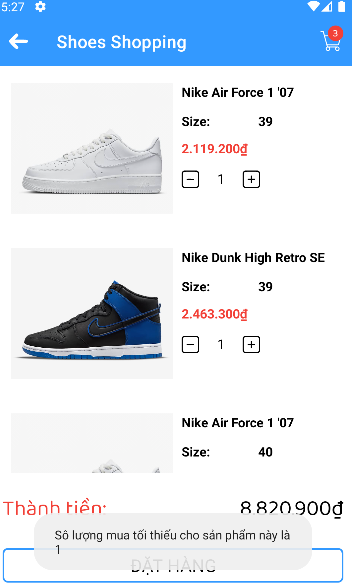 5:27
Shoes Shopping
3
Nike Air Force 1 '07
Size: 39
2.119.200₫
1
Nike Dunk High Retro SE
Size: 39
2.463.300₫
1
Nike Air Force 1 '07
Size: 40
Thành tiền: 8.820.900₫
Số lượng mua tối thiểu cho sản phẩm này là
1
ĐẶT HÀNG